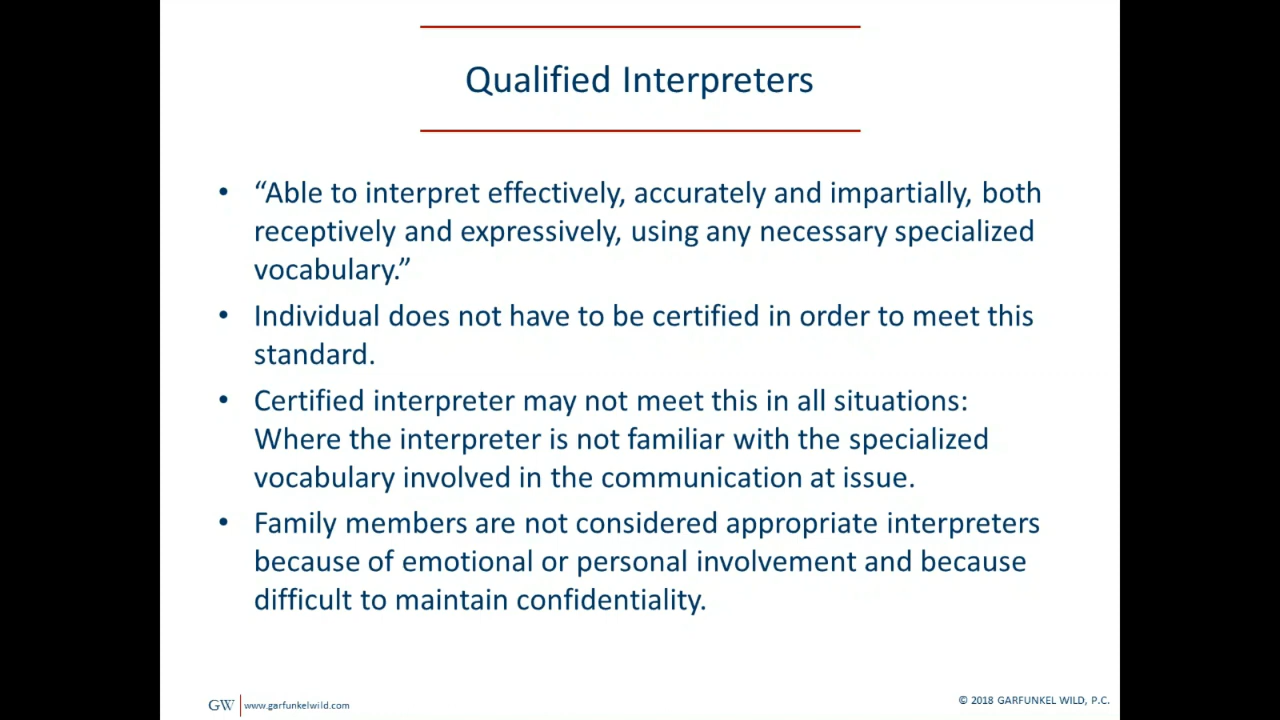 Qualified Interpreters
• “Able to interpret effectively, accurately and impartially, both
receptively and expressively, using any necessary specialized
vocabulary.”
• Individual does not have to be certified in order to meet this
standard.
• Certified interpreter may not meet this in all situations:
Where the interpreter is not familiar with the specialized
vocabulary involved in the communication at issue.
• Family members are not considered appropriate interpreters
because of emotional or personal involvement and because
difficult to maintain confidentiality.
GW www.garfunkelwild.com
© 2018 GARFUNKEL WILD, P.C.